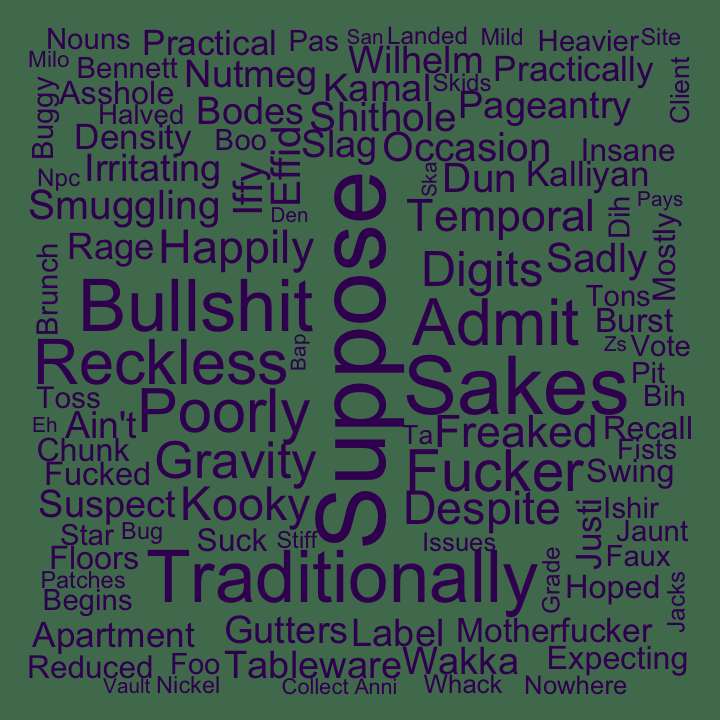 Nouns Practical Pas San Landed Mild Heavier Site
Milo Bennett Nutmeg Wilhelm Practically
Buggy Asshole Kamal Skids Client
Halved Bodes Shithole Pageantry
Density Boo Effid Slag Occasion Insane
Npc Irritating Iffy Ska Dun Kalliyan
Smuggling Den Temporal Dih Pays
Brunch Rage Happily Suppose Digits Sadly Mostly
Bullshit Admit Tons Burst
Reckless Bap Sakes Zs Vote
Toss Pit Bih
Eh Ain't Poorly Ta Freaked Recall
Chunk Gravity Fucker Fists
Fucked Swing
Suspect Kooky Despite Justi Ishir
Star Bug Suck Stiff Issues Jaunt
Floors Traditionally Grade Faux
Patches Hoped Jacks
Begins
Apartment Gutters Label Motherfucker
Reduced Foo Tableware Wakka Expecting
Vault Nickel Collect Anni Whack Nowhere